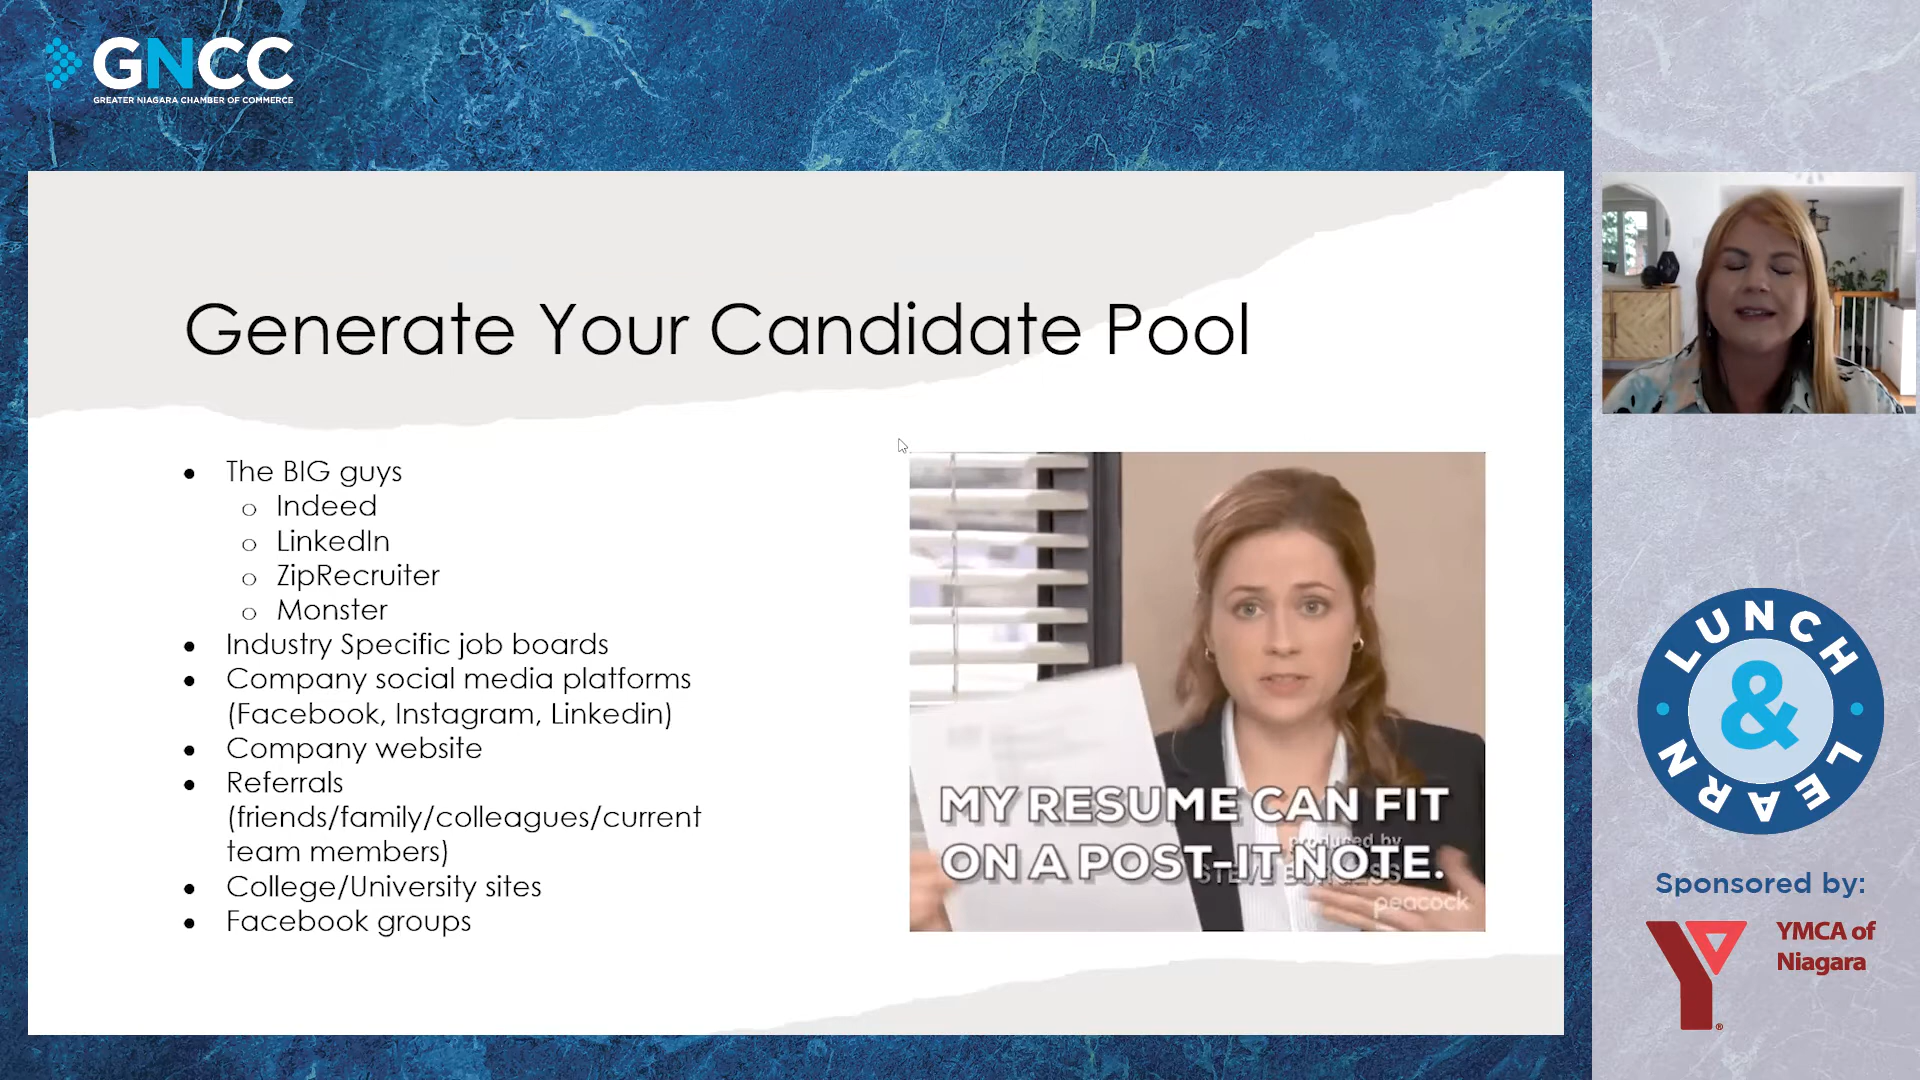 GNCC
GREATER NIAGARA CHAMBER OF COMMERCE
Generate Your Candidate Pool
The BIG guys
Indeed
LinkedIn
ZipRecruiter
Monster
Industry Specific job boards
Company social media platforms
(Facebook, Instagram, Linkedin)
Company website
Referrals
(friends/family/colleagues/current
team members)
College/University sites
Facebook groups
MY RESUME CAN FIT
produced by
ON A POST-IT NOTE.
peacock
LUNCH
&
LEARN
Sponsored by:
YMCA of
Niagara